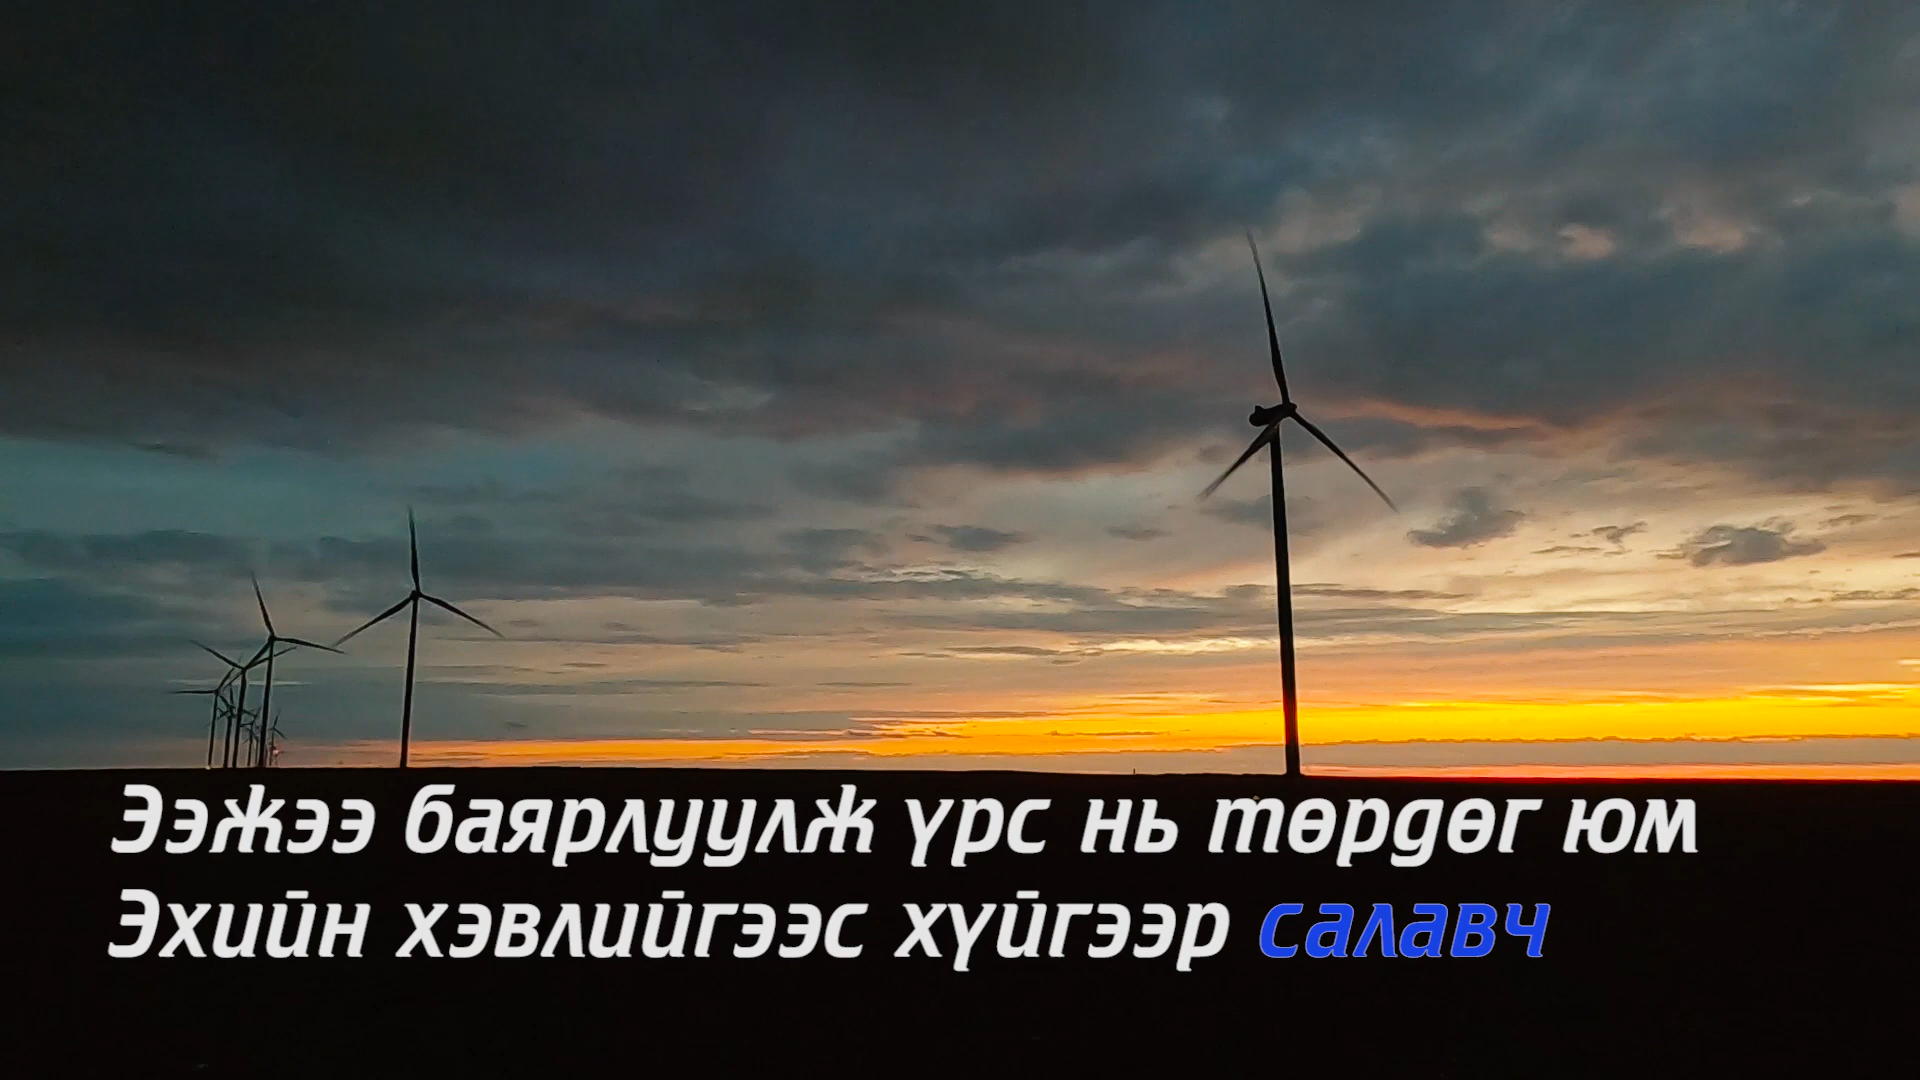 Ээжээ баярлуулж үрс нь төрдөг юм
Эхийн хэвлийгээс хүйгээр салавч